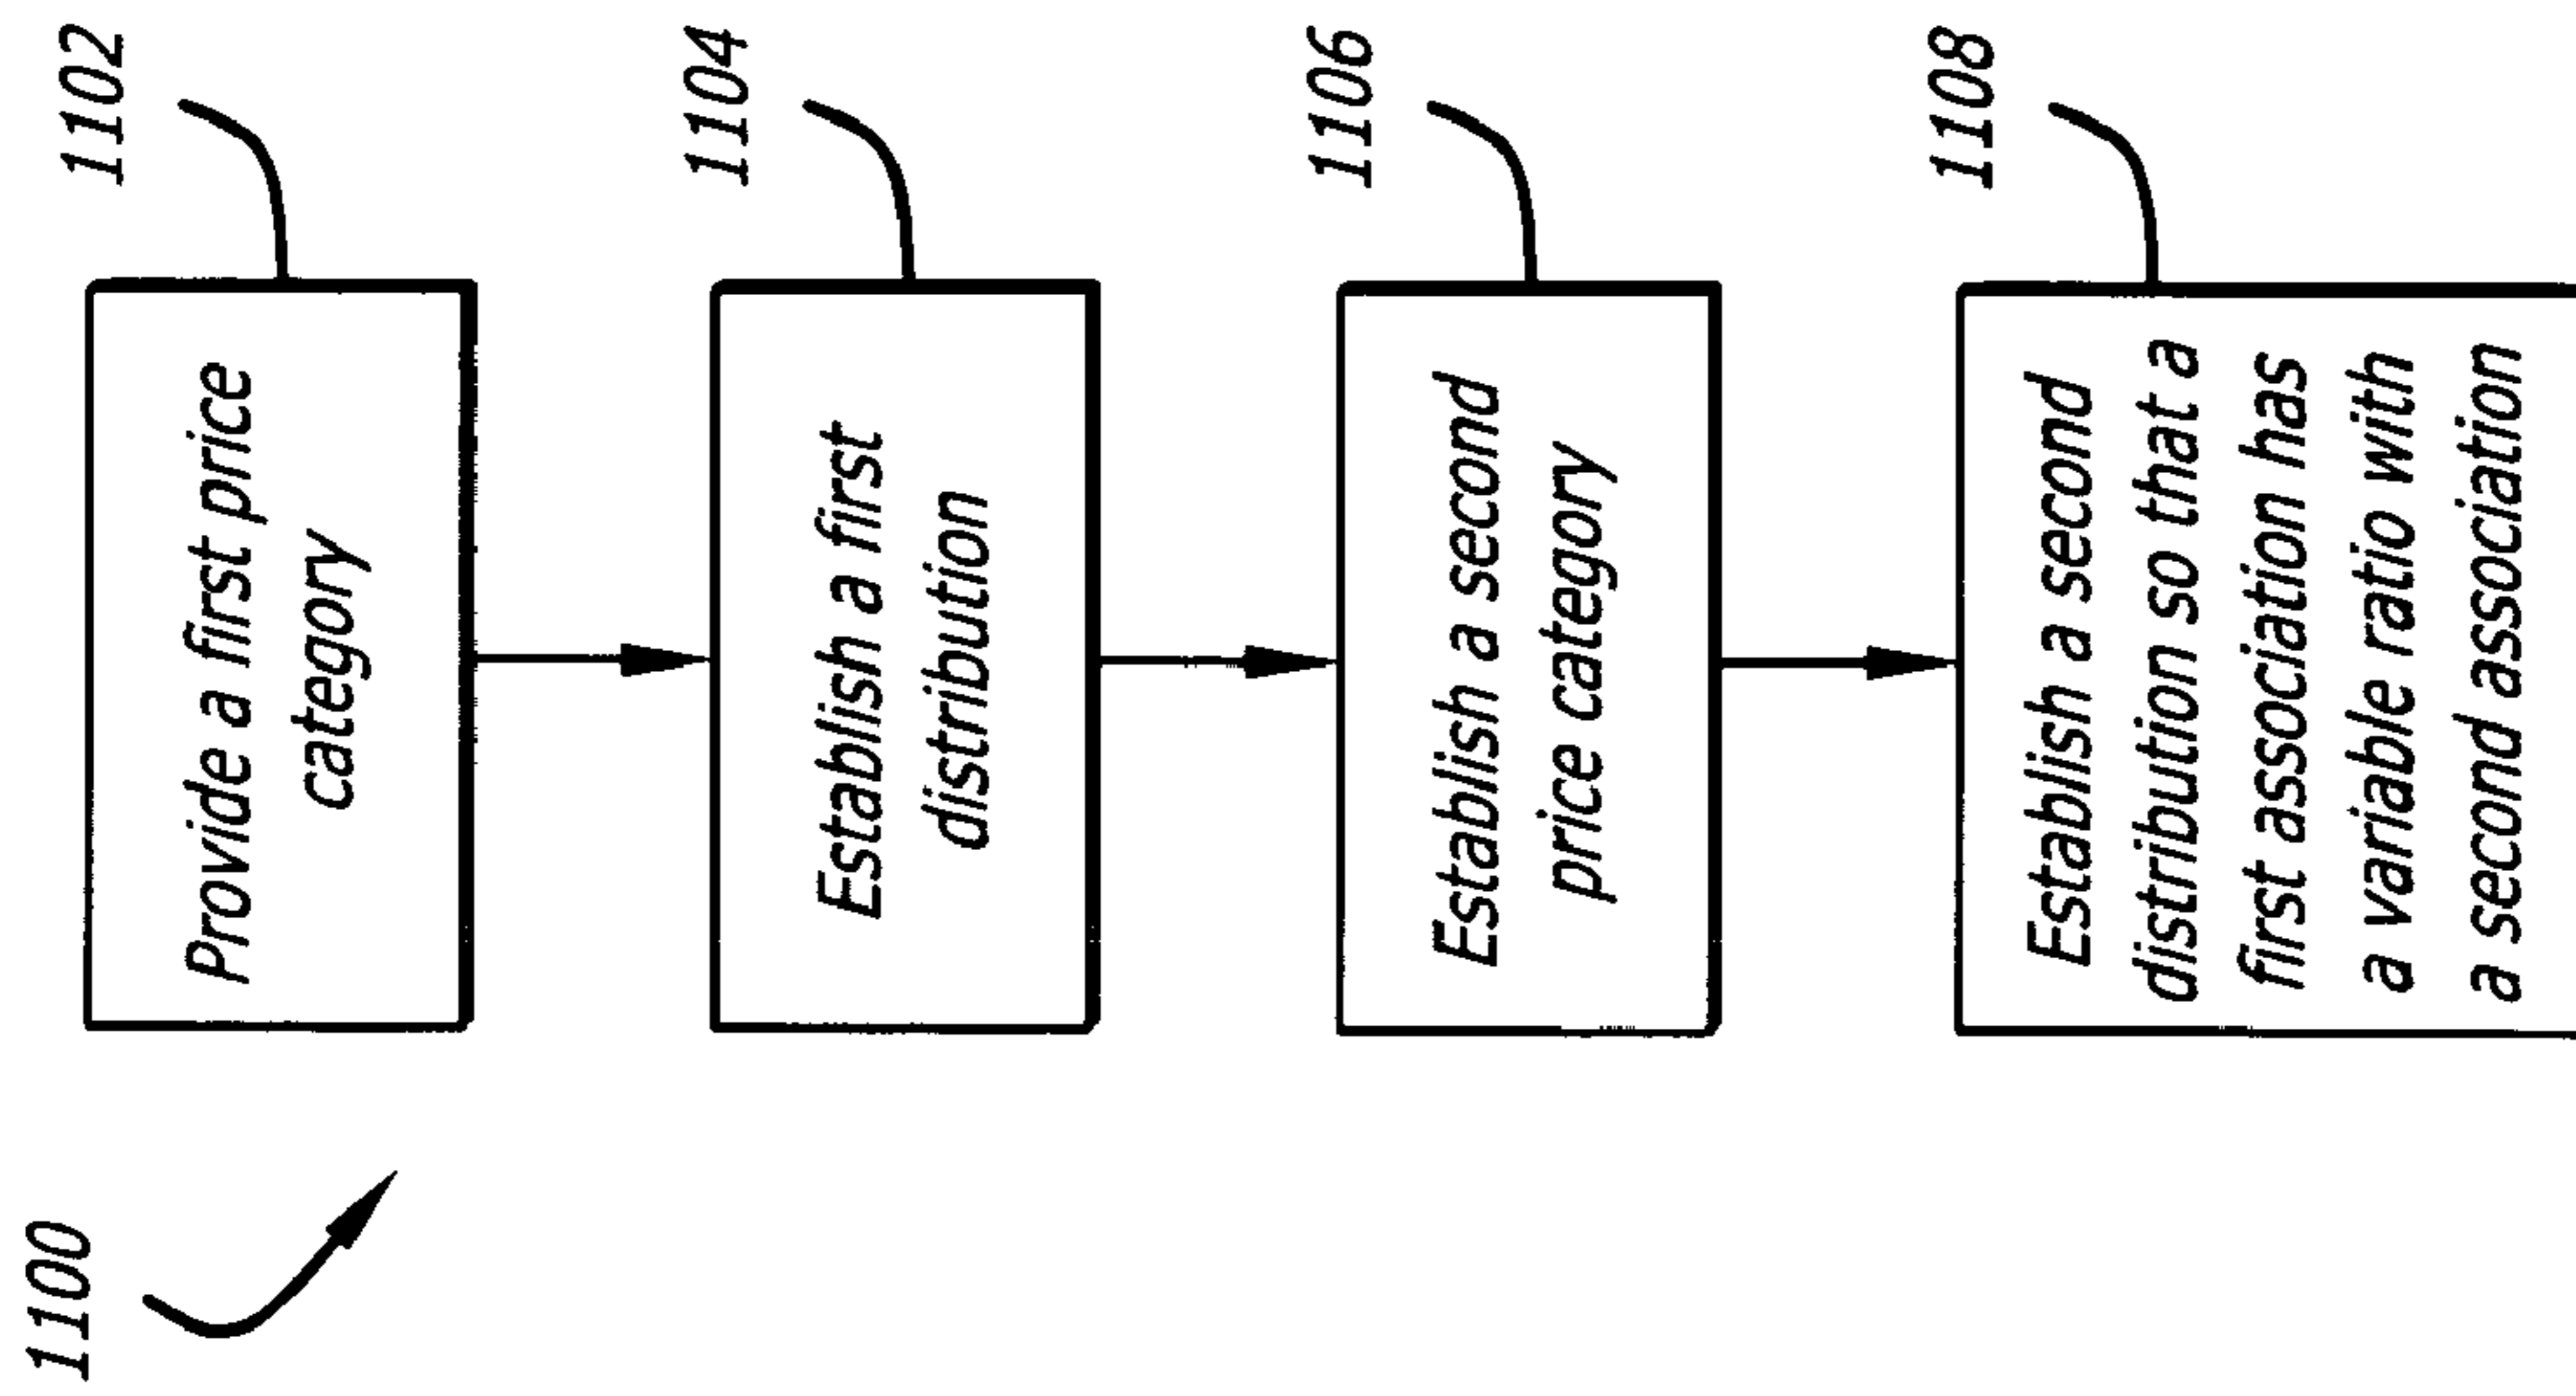 1100
1102
Provide a first price
category
1104
Establish a first
distribution
1106
Establish a second
price category
1108
Establish a second
distribution so that a
first association has
a variable ratio with
a second association